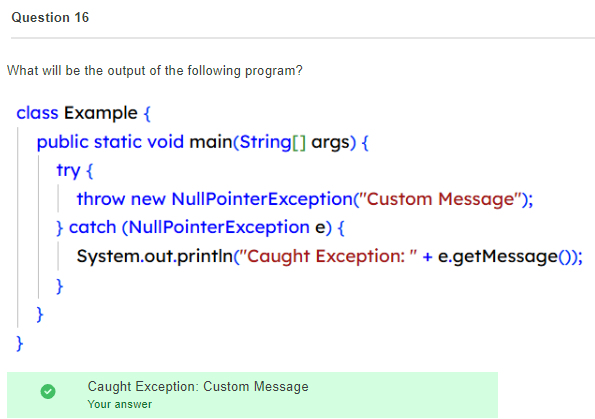 Question 16
What will be the output of the following program?
class Example {
public static void main(String[] args) {
try {
throw new NullPointerException("Custom Message");
} catch (NullPointerException e) {
System.out.println("Caught Exception: " + e.getMessage());
}
}
}
Caught Exception: Custom Message
Your answer